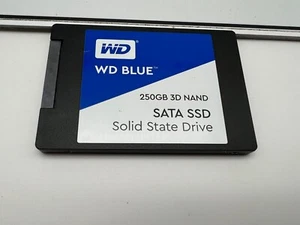 WD
WD BLUE™
250GB 3D NAND
SATA SSD
Solid State Drive